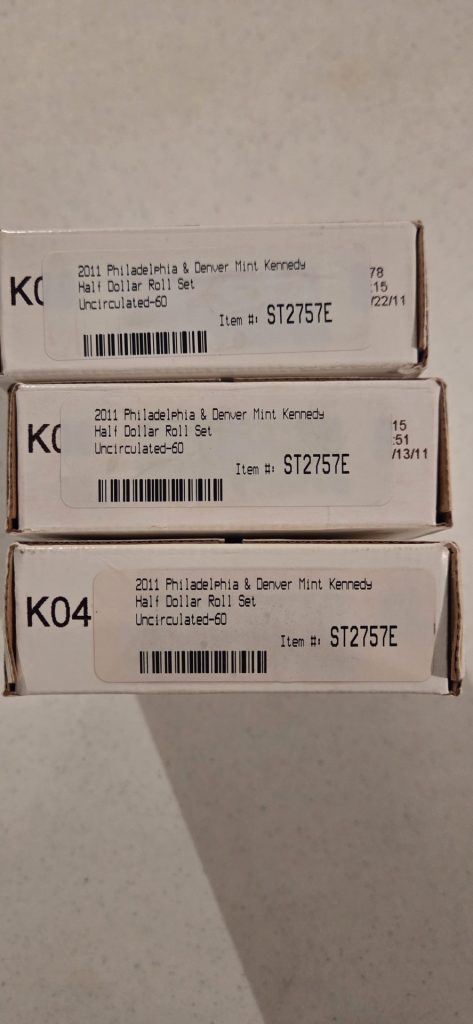 2011 Philadelphia & Denver Mint Kennedy
Half Dollar Roll Set
Uncirculated-60
Item #: ST2757E
K0
78
:15
/22/11
2011 Philadelphia & Denver Mint Kennedy
Half Dollar Roll Set
Uncirculated-60
Item #: ST2757E
K0
15
:51
/13/11
2011 Philadelphia & Denver Mint Kennedy
Half Dollar Roll Set
Uncirculated-60
Item #: ST2757E
K04